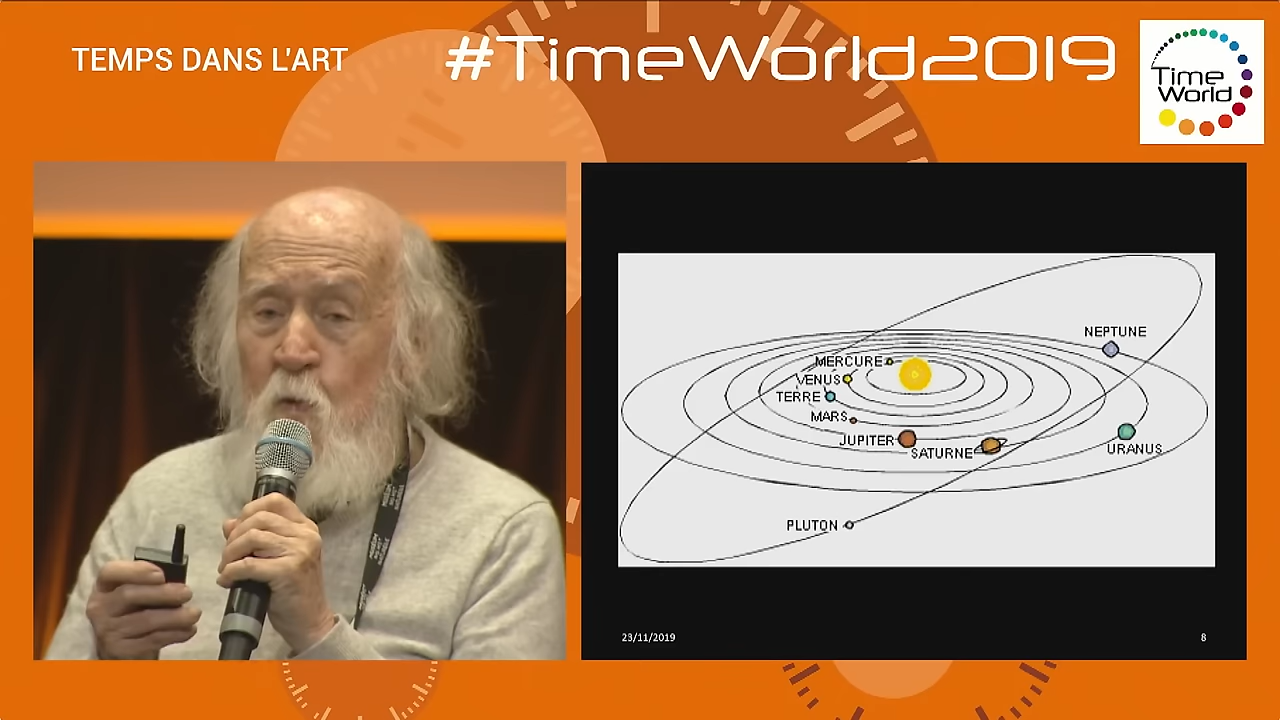 TEMPS DANS L'ART
#TimeWorld2019
Time
World
NEPTUNE
MERCURE
VENUS
TERRE
MARS
JUPITER
SATURNE
URANUS
PLUTON
23/11/2019
8